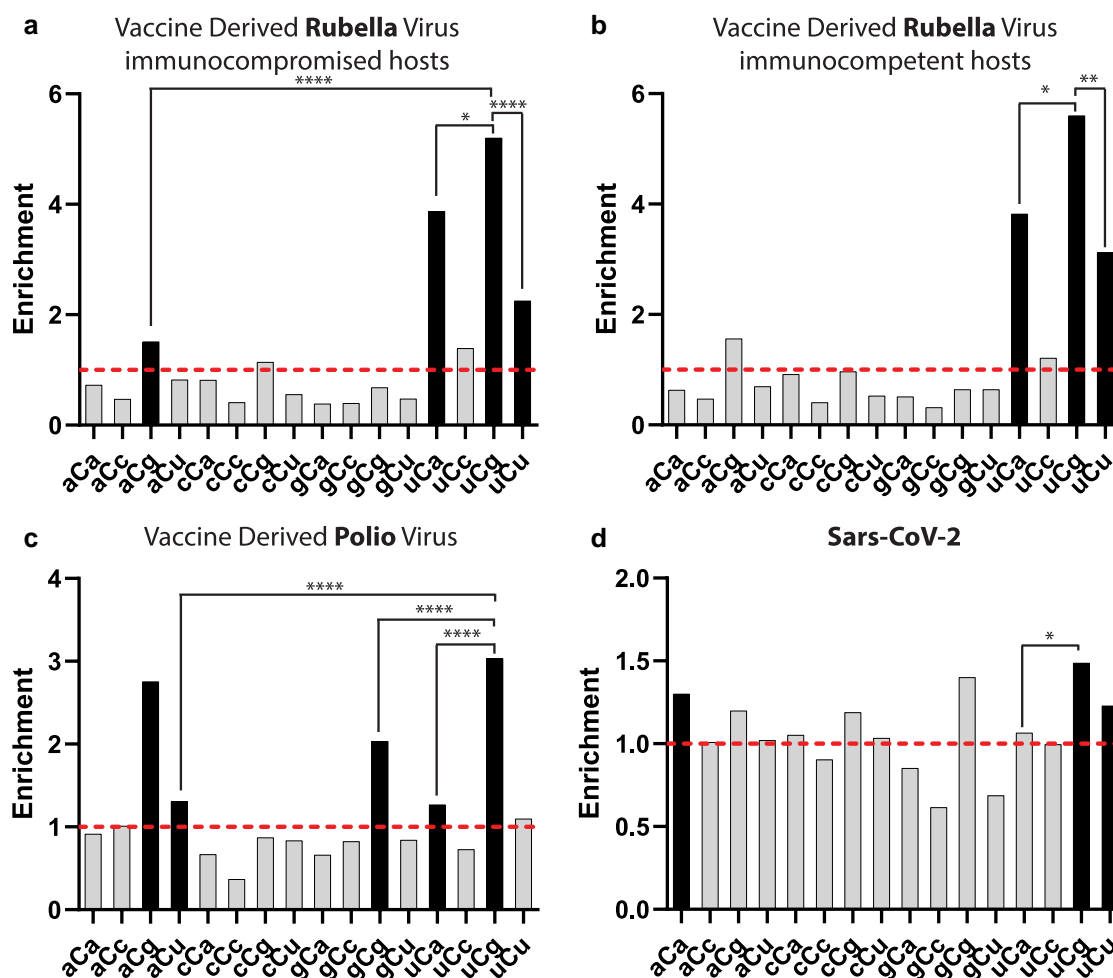 a
Vaccine Derived Rubella Virus
immunocompromised hosts
Enrichment
6
4
2
0
****
*
****
aCa aCc aCg aCu cCa cCc cCg cCu gCa gCc gCg gCu uCa uCc uCg uCu
b
Vaccine Derived Rubella Virus
immunocompetent hosts
Enrichment
6
4
2
0
*
**
aCa aCc aCg aCu cCa cCc cCg cCu gCa gCc gCg gCu uCa uCc uCg uCu
c
Vaccine Derived Polio Virus
Enrichment
4
3
2
1
0
****
****
****
aCa aCc aCg aCu cCa cCc cCg cCu gCa gCc gCg gCu uCa uCc uCg uCu
d
Sars-CoV-2
Enrichment
2.0
1.5
1.0
0.5
0.0
*
aCa aCc aCg aCu cCa cCc cCg cCu gCa gCc gCg gCu uCa uCc uCg uCu